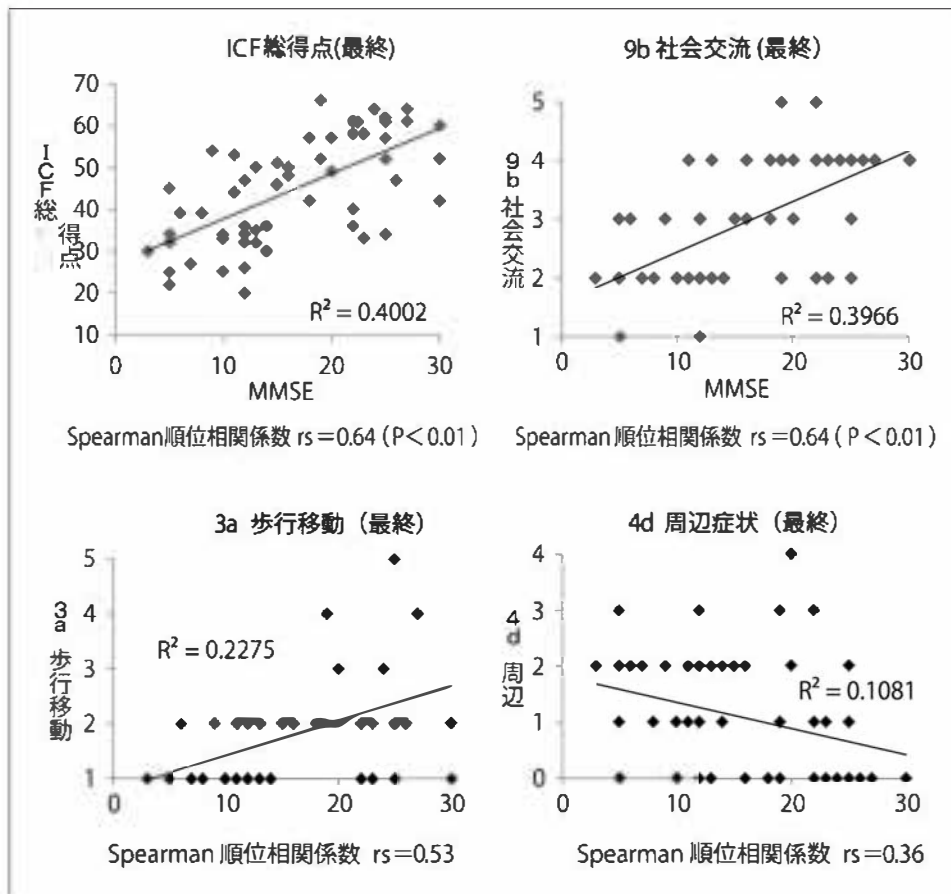 ICF総得点(最終)
70
60
50
40
30
20
10
ICF総得点
R² = 0.4002
0 10 20 30
MMSE
Spearman順位相関係数 rs=0.64 (P<0.01)
9b 社会交流 (最終)
5
4
3
2
1
9b 社会交流
R² = 0.3966
0 10 20 30
MMSE
Spearman順位相関係数 rs=0.64 (P<0.01)
3a 歩行移動 (最終)
5
4
3
2
1
3a 歩行移動
R² = 0.2275
0 10 20 30
Spearman 順位相関係数 rs=0.53
4d 周辺症状 (最終)
4
3
2
1
0
4d 周辺
R² = 0.1081
0 10 20 30
Spearman 順位相関係数 rs=0.36